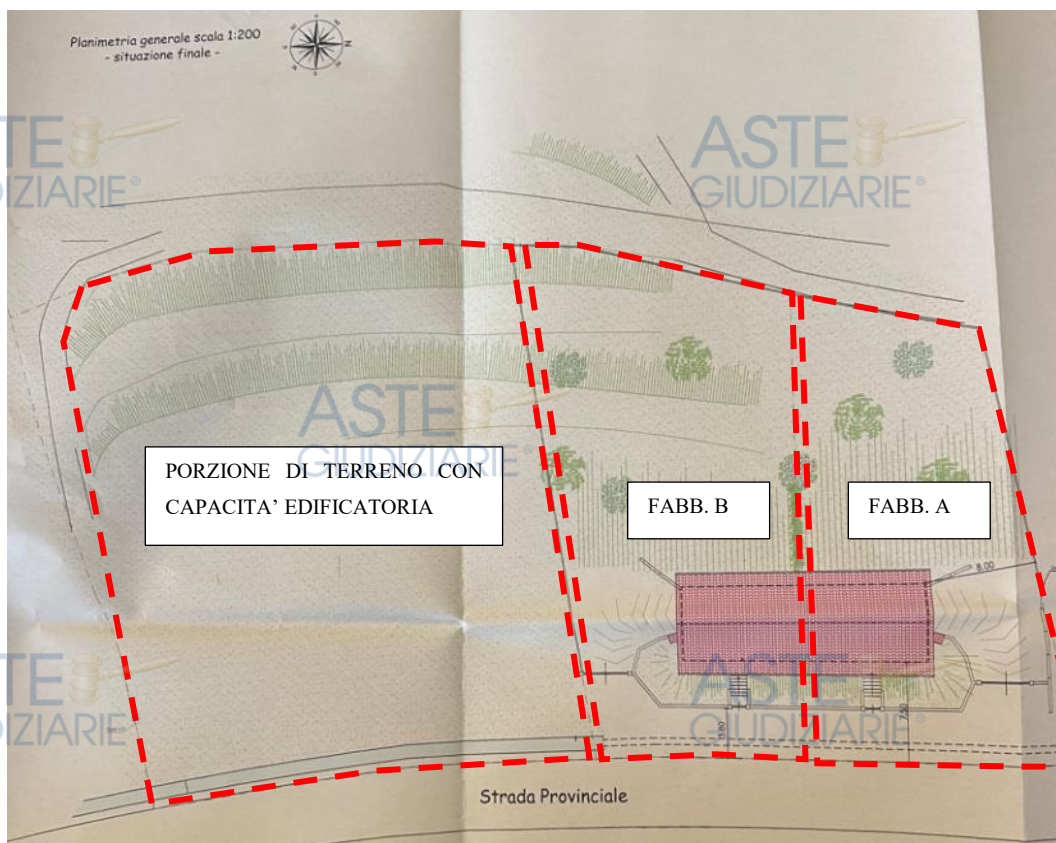 Planimetria generale scala 1:200
- situazione finale -
N
ASTE
GIUDIZIARIE®
ASTE
GIUDIZIARIE®
ASTE
GIUDIZIARIE®
PORZIONE DI TERRENO CON
CAPACITA' EDIFICATORIA
FABB. B
FABB. A
8.00
ASTE
GIUDIZIARIE®
ASTE
GIUDIZIARIE®
7.50
Strada Provinciale